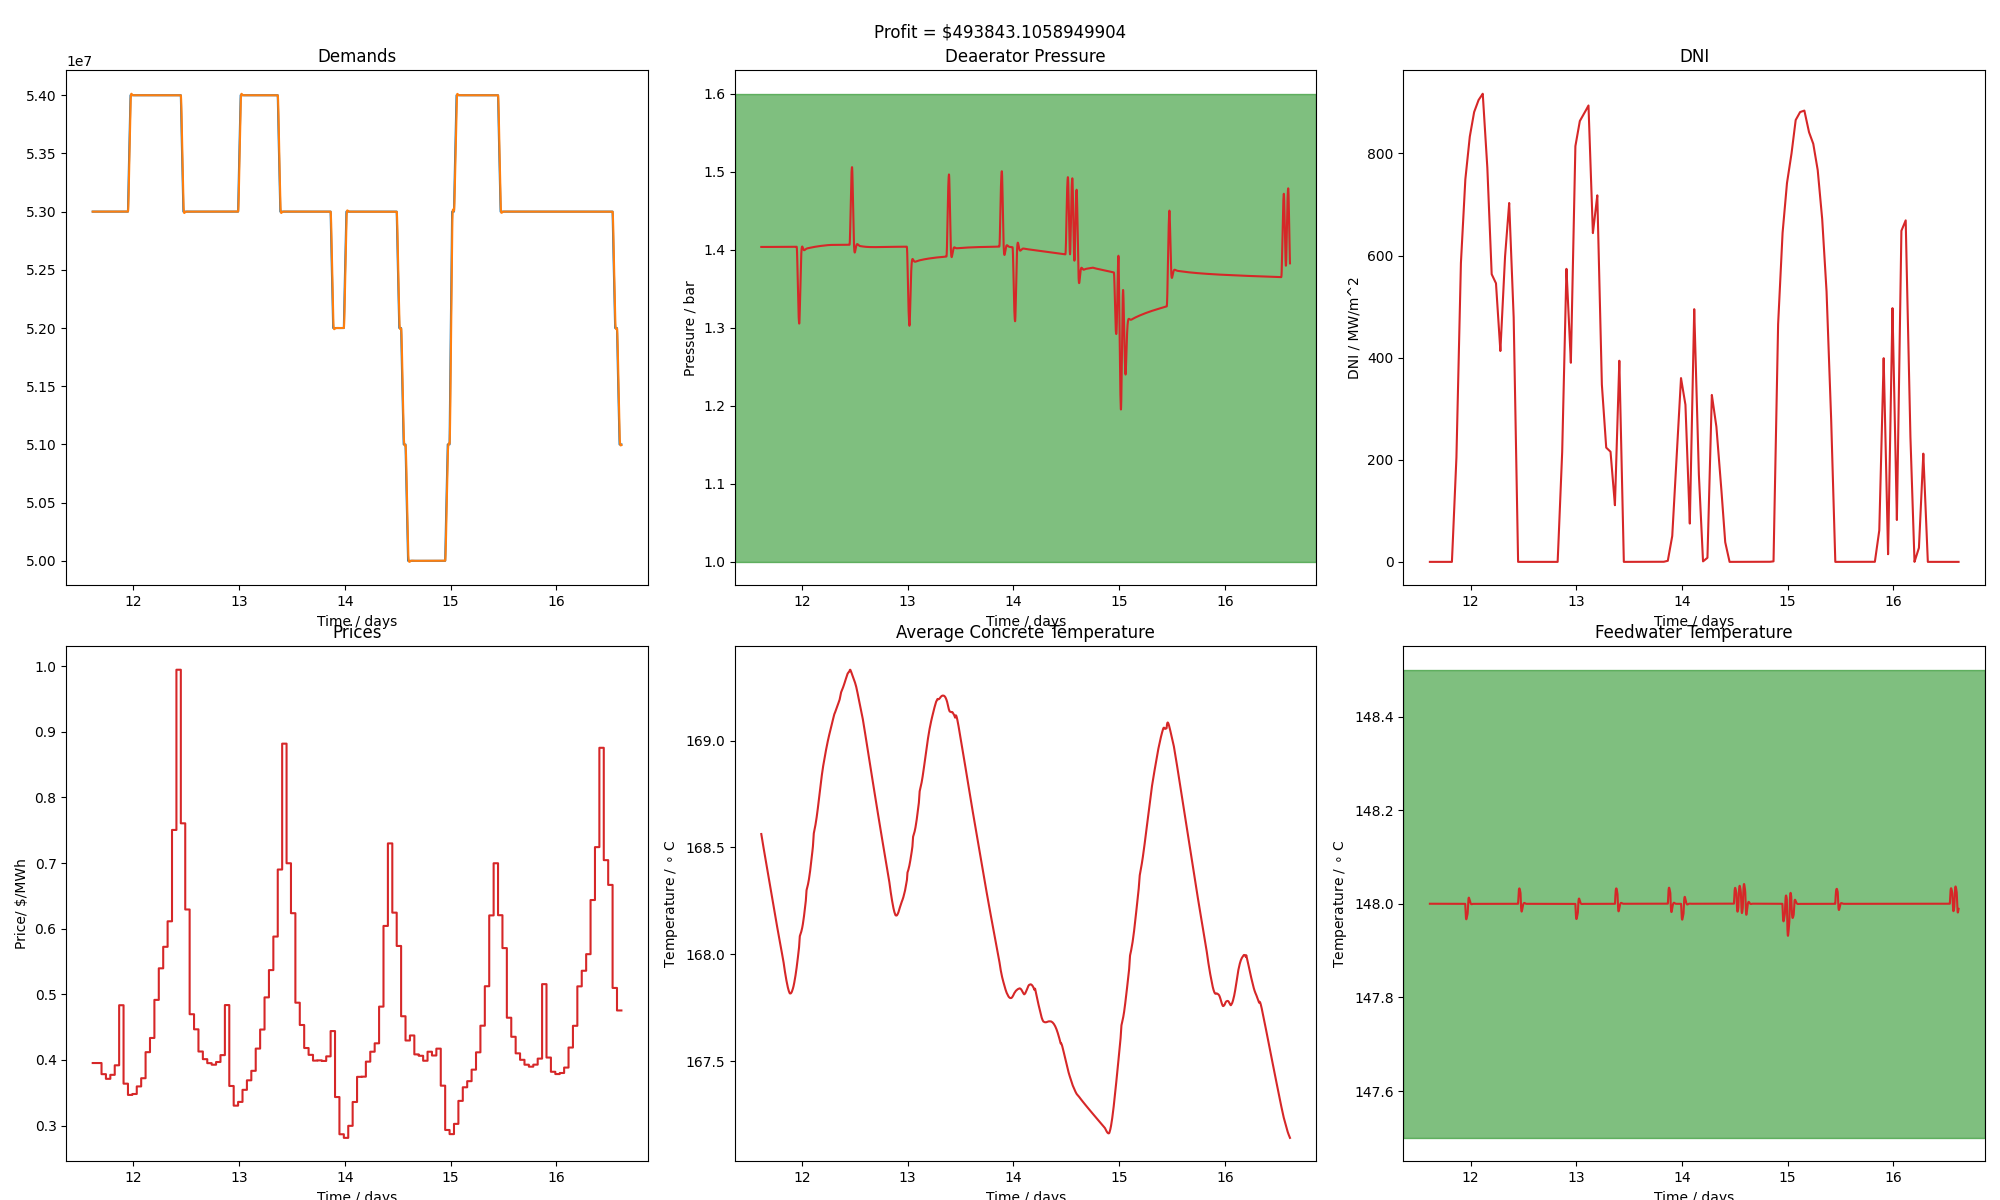 Profit = $493843.1058949904
Demands
1e7
5.40
5.35
5.30
5.25
5.20
5.15
5.10
5.05
5.00
12 13 14 15 16
Time / days
Deaerator Pressure
Pressure / bar
1.6
1.5
1.4
1.3
1.2
1.1
1.0
12 13 14 15 16
Time / days
DNI
DNI / MW/m^2
800
600
400
200
0
12 13 14 15 16
Time / days
Prices
Price/ $/MWh
1.0
0.9
0.8
0.7
0.6
0.5
0.4
0.3
12 13 14 15 16
Time / days
Average Concrete Temperature
Temperature / ∘ C
169.0
168.5
168.0
167.5
12 13 14 15 16
Time / days
Feedwater Temperature
Temperature / ∘ C
148.4
148.2
148.0
147.8
147.6
12 13 14 15 16
Time / days